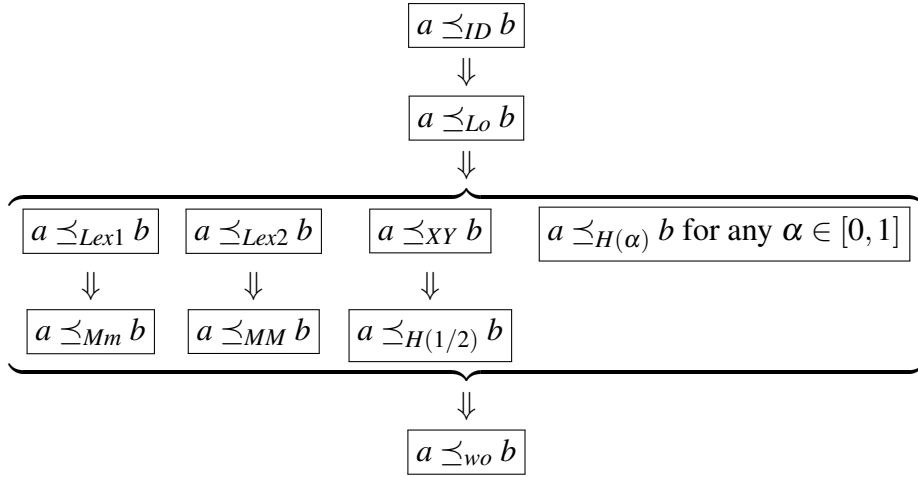 a ⪯_{ID} b
⇓
a ⪯_{Lo} b
⇓
a ⪯_{Lex1} b a ⪯_{Lex2} b a ⪯_{XY} b a ⪯_{H(α)} b for any α ∈ [0, 1]
⇓ ⇓ ⇓
a ⪯_{Mm} b a ⪯_{MM} b a ⪯_{H(1/2)} b
⇓
a ⪯_{wo} b